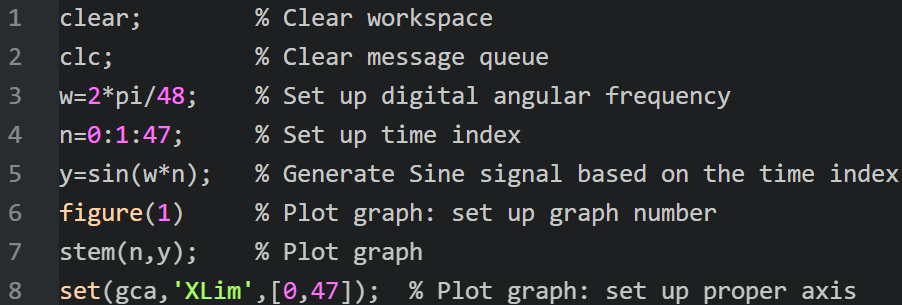 1 clear; % Clear workspace
2 clc; % Clear message queue
3 w=2*pi/48; % Set up digital angular frequency
4 n=0:1:47; % Set up time index
5 y=sin(w*n); % Generate Sine signal based on the time index
6 figure(1) % Plot graph: set up graph number
7 stem(n,y); % Plot graph
8 set(gca,'XLim',[0,47]); % Plot graph: set up proper axis